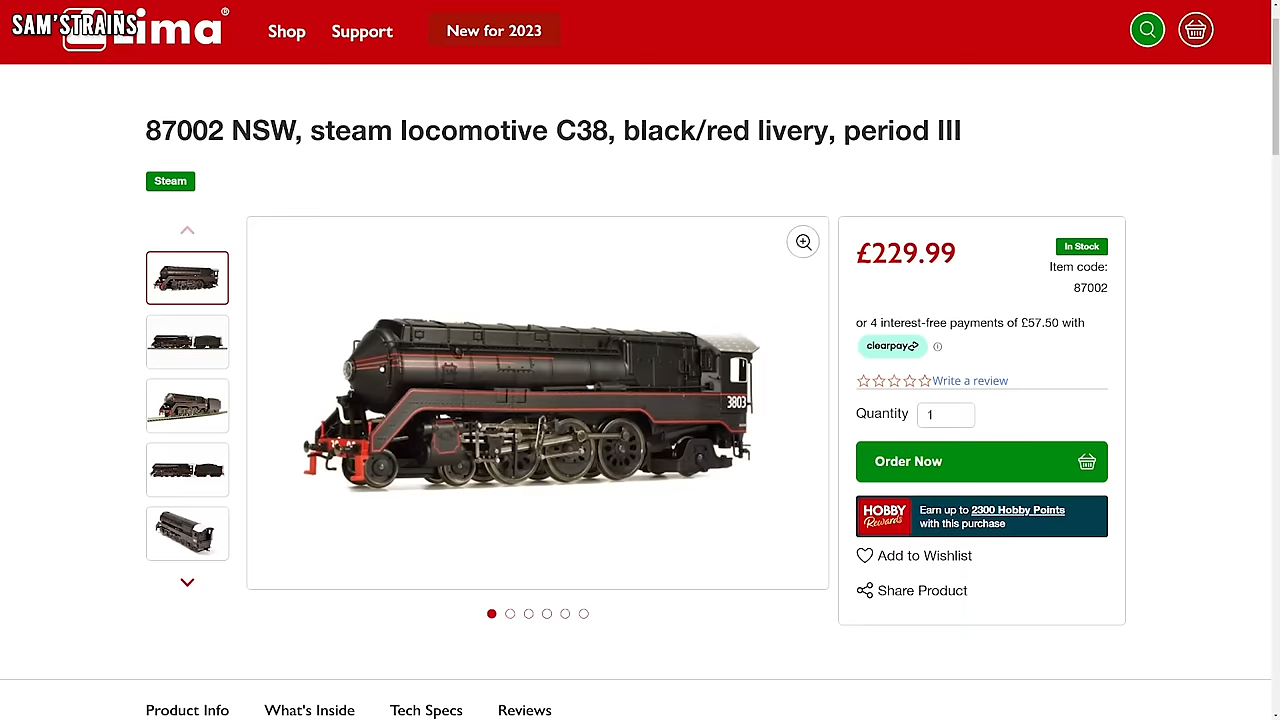 SAM'STRAINS
Lima®
Shop
Support
New for 2023
87002 NSW, steam locomotive C38, black/red livery, period III
Steam
3803
£229.99
In Stock
Item code:
87002
or 4 interest-free payments of £57.50 with
clearpay
Write a review
Quantity
1
Order Now
HOBBY
Rewards
Earn up to 2300 Hobby Points
with this purchase
Add to Wishlist
Share Product
Product Info
What's Inside
Tech Specs
Reviews